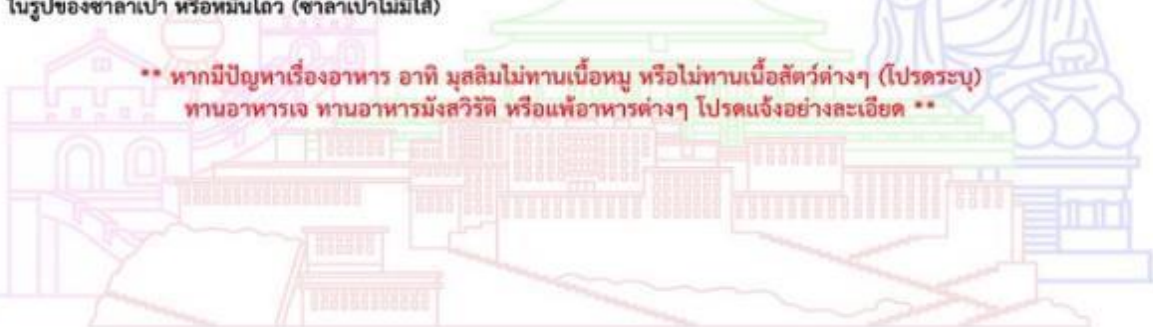 ในรูปของซาลาเปา หรือหมั่นโถว (ซาลาเปาไม่มีไส้)
** หากมีปัญหาเรื่องอาหาร อาทิ มุสลิมไม่ทานเนื้อหมู หรือไม่ทานเนื้อสัตว์ต่างๆ (โปรดระบุ)
ทานอาหารเจ ทานอาหารมังสวิรัติ หรือแพ้อาหารต่างๆ โปรดแจ้งอย่างละเอียด **